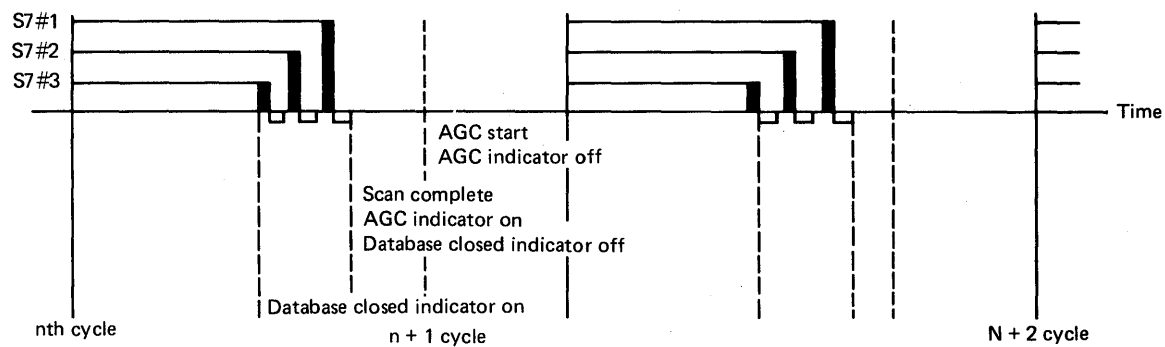 S7#1
S7#2
S7#3
Time
AGC start
AGC indicator off
Scan complete
AGC indicator on
Database closed indicator off
Database closed indicator on
nth cycle
n + 1 cycle
N + 2 cycle